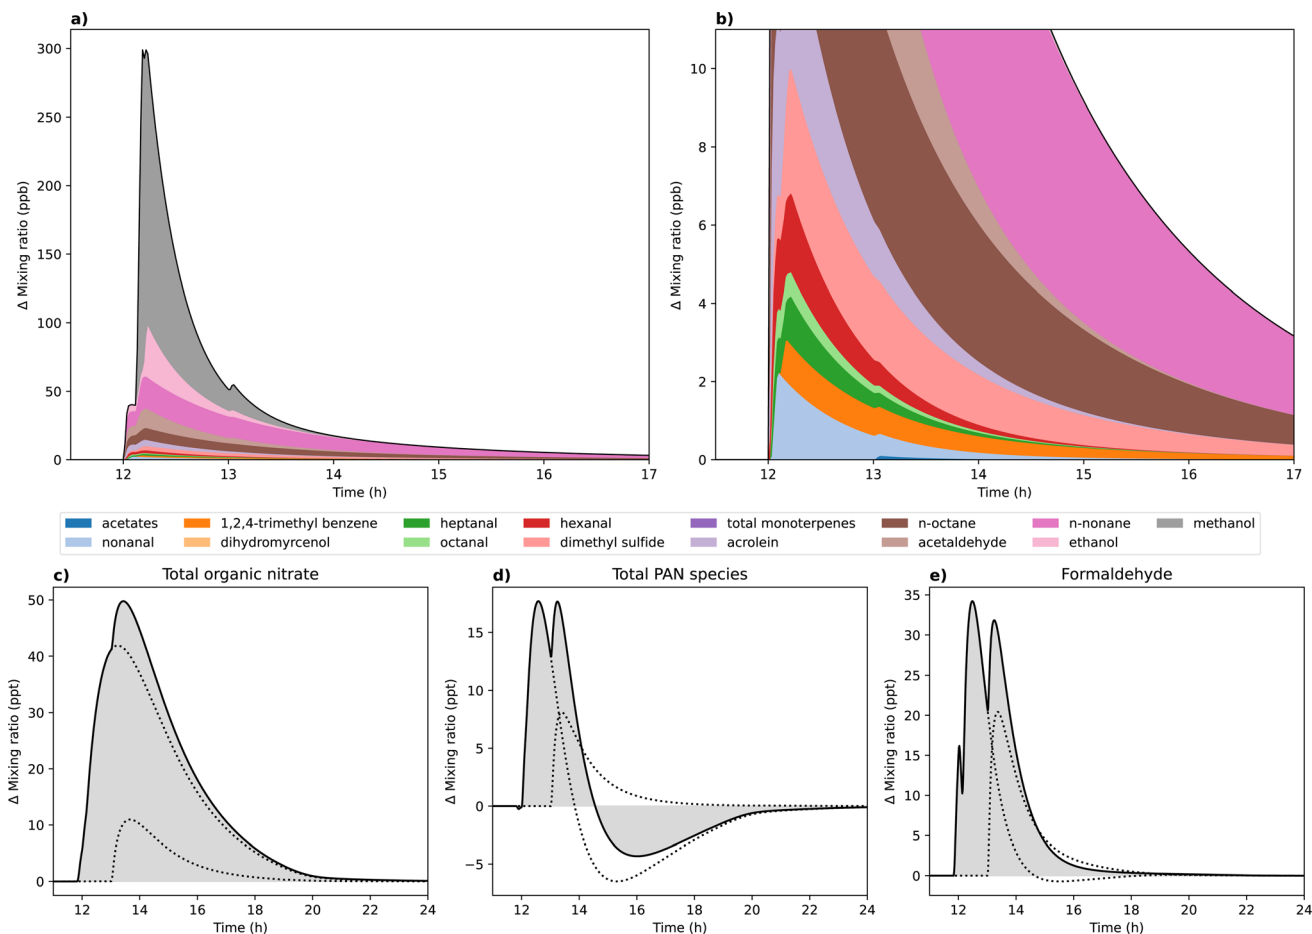 a)
b)
300
250
200
150
100
50
0
Δ Mixing ratio (ppb)
12 13 14 15 16 17
Time (h)
10
8
6
4
2
0
Δ Mixing ratio (ppb)
12 13 14 15 16 17
Time (h)
acetates 1,2,4-trimethyl benzene heptanal hexanal total monoterpenes n-octane n-nonane methanol
nonanal dihydromyrcenol octanal dimethyl sulfide acrolein acetaldehyde ethanol
c) Total organic nitrate
50
40
30
20
10
0
Δ Mixing ratio (ppt)
12 14 16 18 20 22 24
Time (h)
d) Total PAN species
15
10
5
0
−5
Δ Mixing ratio (ppt)
12 14 16 18 20 22 24
Time (h)
e) Formaldehyde
35
30
25
20
15
10
5
0
Δ Mixing ratio (ppt)
12 14 16 18 20 22 24
Time (h)